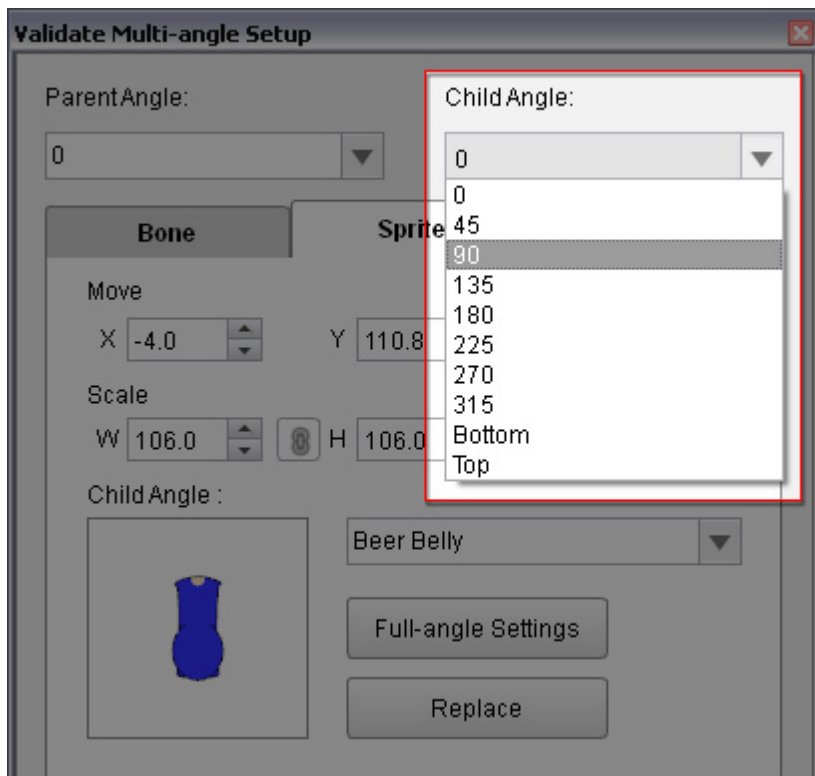 Validate Multi-angle Setup
Parent Angle:
Child Angle:
0
0
0
45
90
135
180
225
270
315
Bottom
Top
Bone
Sprite
Move
X -4.0
Y 110.8
Scale
W 106.0
H 106.0
Child Angle :
Beer Belly
Full-angle Settings
Replace